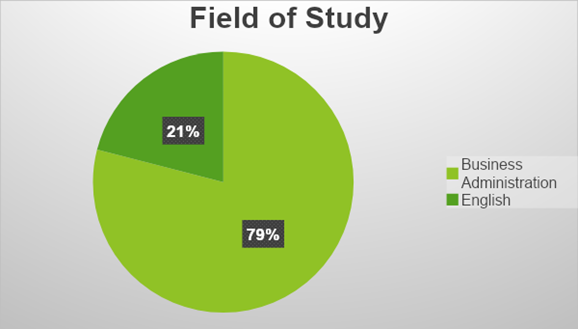 Field of Study
21%
79%
Business
Administration
English